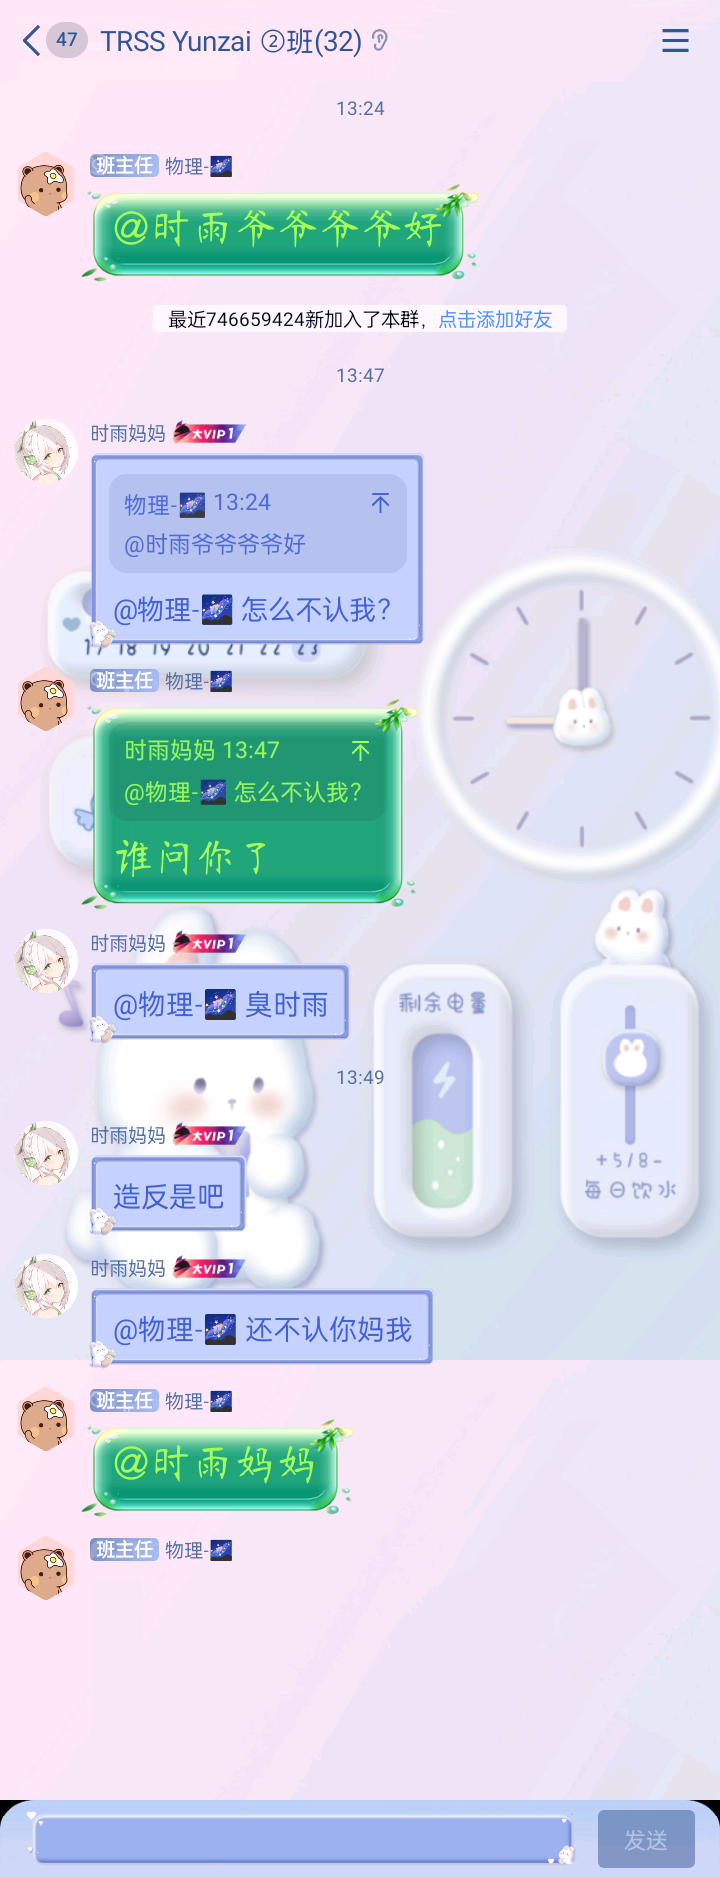 47 TRSS Yunzai ②班(32)
13:24
班主任 物理-🌌
@时雨爷爷爷爷好
最近746659424新加入了本群，点击添加好友
13:47
时雨妈妈 大VIP1
物理-🌌 13:24
@时雨爷爷爷爷好
@物理-🌌 怎么不认我？
17 18 19 20 21 22 23
班主任 物理-🌌
时雨妈妈 13:47
@物理-🌌 怎么不认我？
谁问你了
时雨妈妈 大VIP1
@物理-🌌 臭时雨
剩余电量
13:49
时雨妈妈 大VIP1
造反是吧
+5/8-
每日饮水
时雨妈妈 大VIP1
@物理-🌌 还不认你妈我
班主任 物理-🌌
@时雨妈妈
班主任 物理-🌌
发送